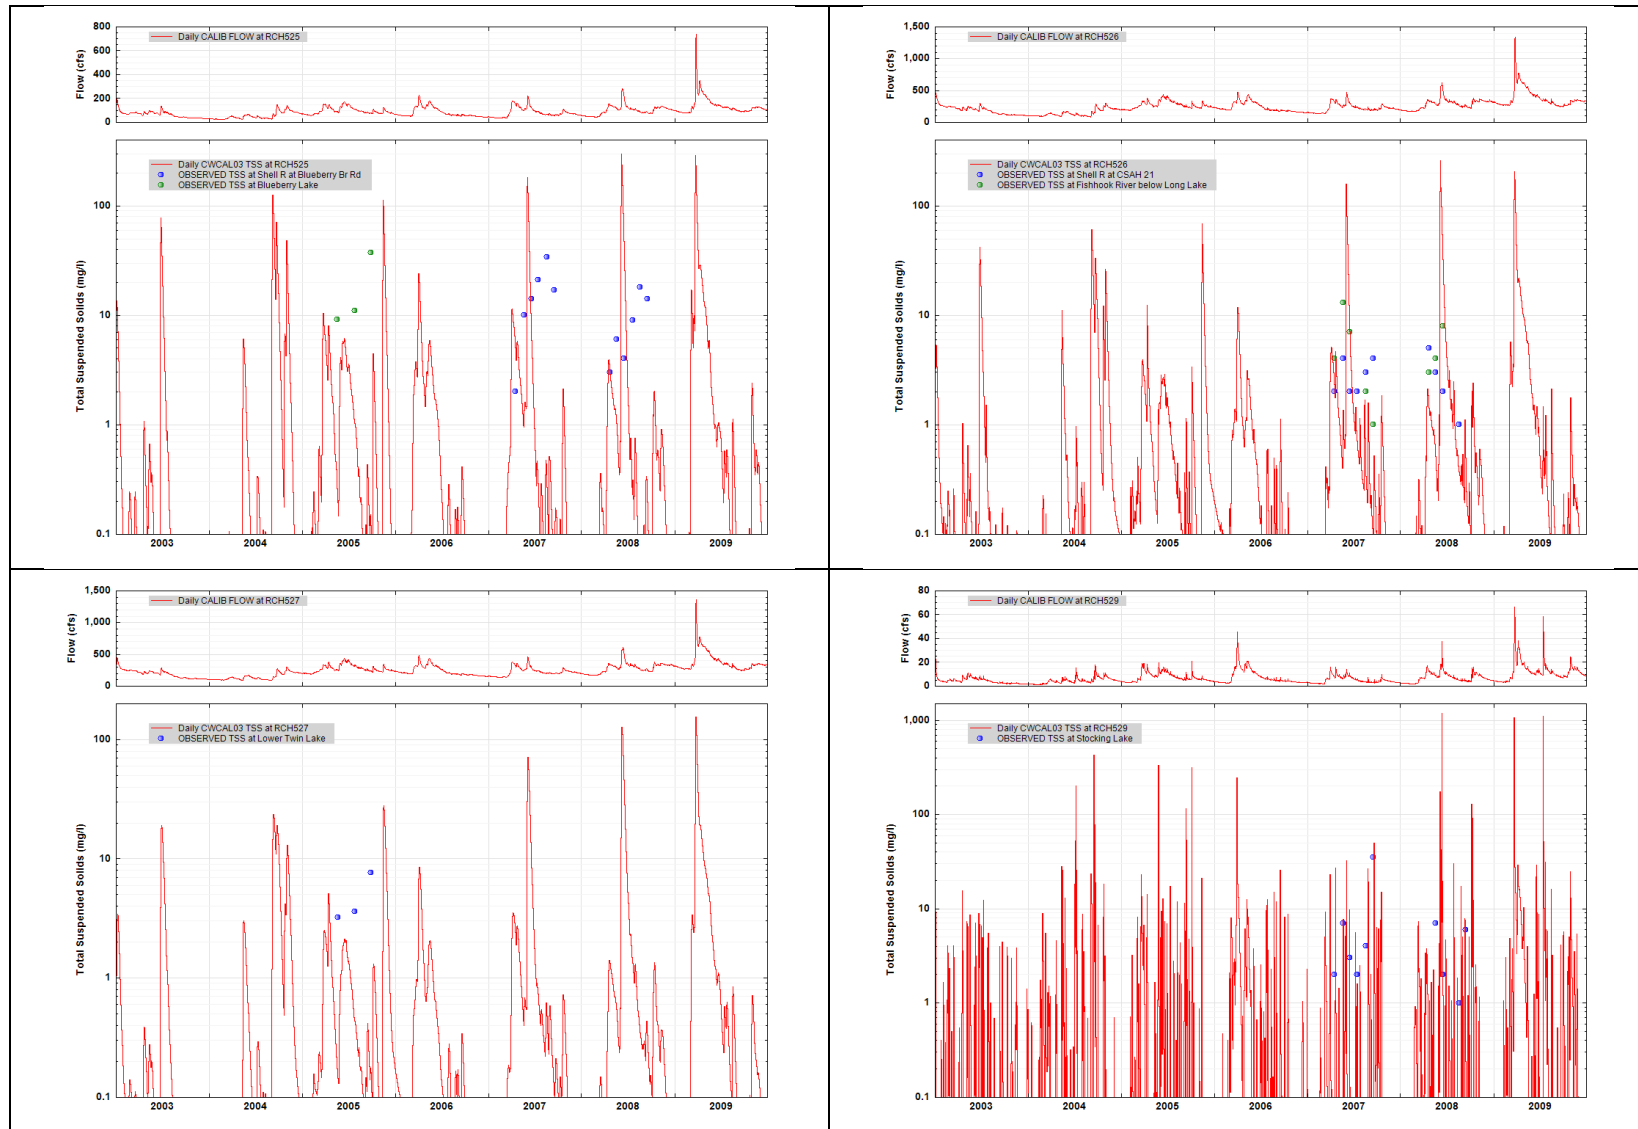 800
600
400
200
0
Flow (cfs)
Daily CALIB FLOW at RCH525
100
10
1
0.1
Total Suspended Solids (mg/l)
Daily CWCAL03 TSS at RCH525
OBSERVED TSS at Shell R at Blueberry Br Rd
OBSERVED TSS at Blueberry Lake
2003 2004 2005 2006 2007 2008 2009
1,500
1,000
500
0
Flow (cfs)
Daily CALIB FLOW at RCH526
100
10
1
0.1
Total Suspended Solids (mg/l)
Daily CWCAL03 TSS at RCH526
OBSERVED TSS at Shell R at CSAH 21
OBSERVED TSS at Fishhook River below Long Lake
2003 2004 2005 2006 2007 2008 2009
1,500
1,000
500
0
Flow (cfs)
Daily CALIB FLOW at RCH527
100
10
1
0.1
Total Suspended Solids (mg/l)
Daily CWCAL03 TSS at RCH527
OBSERVED TSS at Lower Twin Lake
2003 2004 2005 2006 2007 2008 2009
80
60
40
20
0
Flow (cfs)
Daily CALIB FLOW at RCH529
1,000
100
10
1
0.1
Total Suspended Solids (mg/l)
Daily CWCAL03 TSS at RCH529
OBSERVED TSS at Stocking Lake
2003 2004 2005 2006 2007 2008 2009